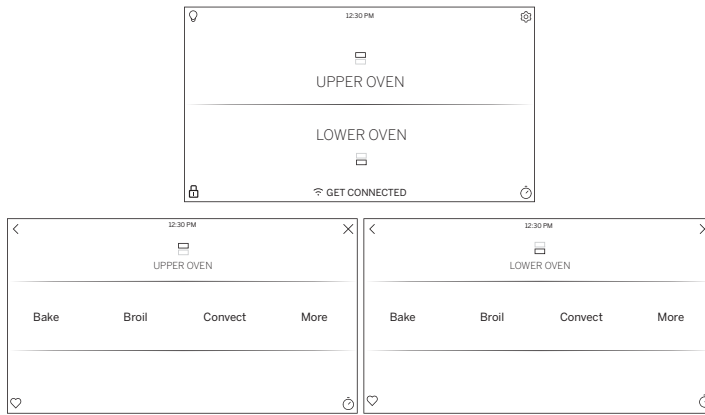 12:30 PM
UPPER OVEN
LOWER OVEN
GET CONNECTED
12:30 PM
UPPER OVEN
Bake Broil Convect More
12:30 PM
LOWER OVEN
Bake Broil Convect More